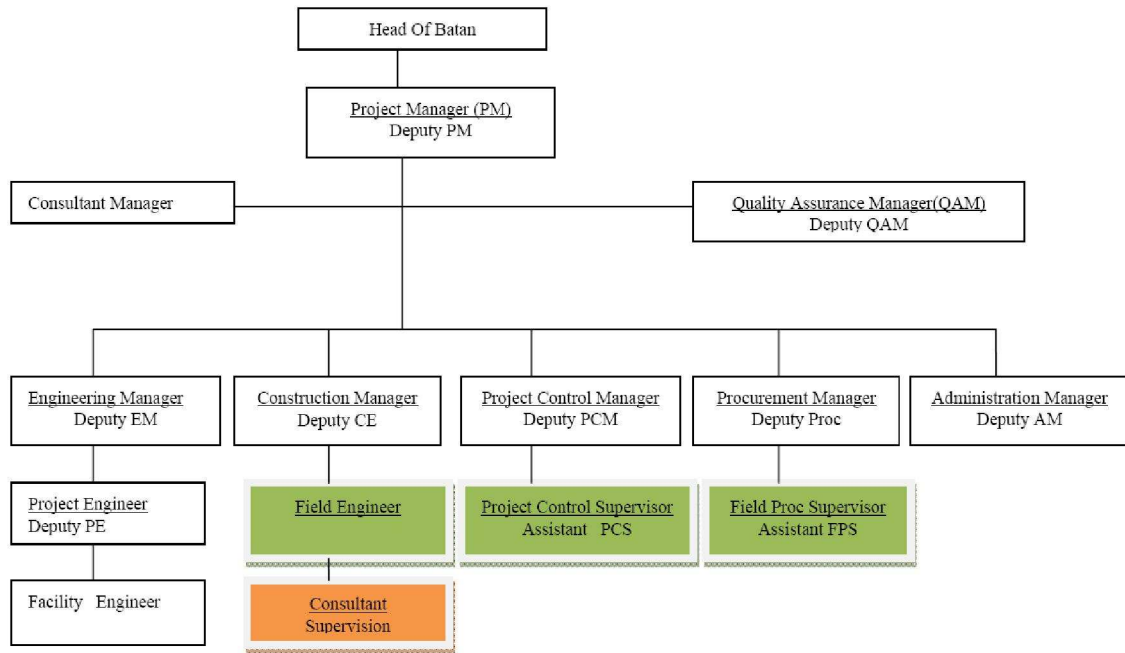 Head Of Batan
Project Manager (PM)
Deputy PM
Consultant Manager
Quality Assurance Manager(QAM)
Deputy QAM
Engineering Manager
Deputy EM
Construction Manager
Deputy CE
Project Control Manager
Deputy PCM
Procurement Manager
Deputy Proc
Administration Manager
Deputy AM
Project Engineer
Deputy PE
Field Engineer
Project Control Supervisor
Assistant PCS
Field Proc Supervisor
Assistant FPS
Facility Engineer
Consultant
Supervision